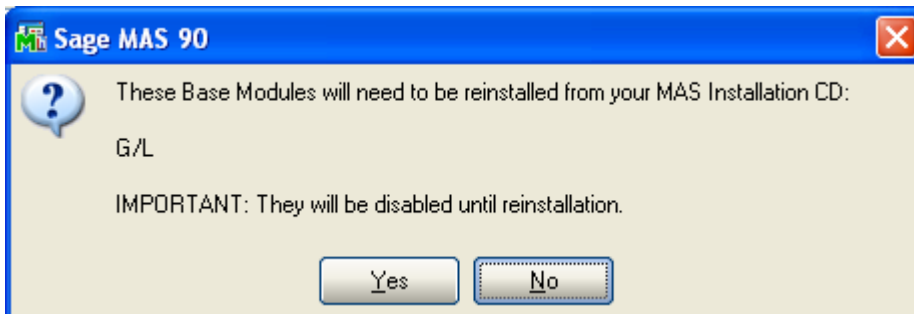 Sage MAS 90
These Base Modules will need to be reinstalled from your MAS Installation CD:
G/L
IMPORTANT: They will be disabled until reinstallation.
Yes
No